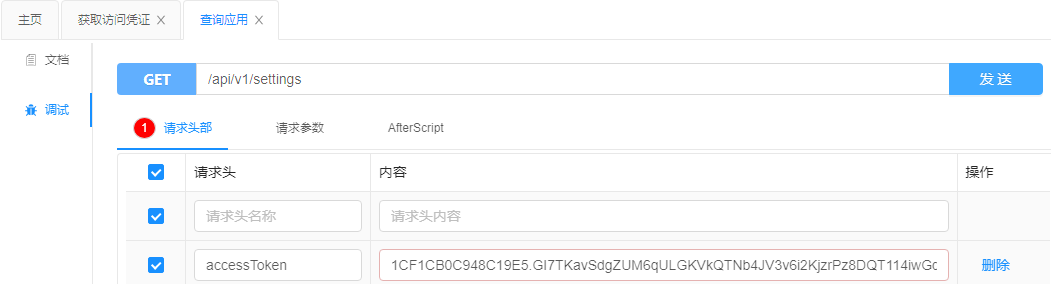 主页 获取访问凭证 查询应用
文档
GET /api/v1/settings 发 送
调试
1 请求头部 请求参数 AfterScript
请求头 内容 操作
请求头名称 请求头内容
accessToken 1CF1CB0C948C19E5.GI7TKavSdgZUM6qULGKVkQTNb4JV3v6i2KjzrPz8DQT114iwGc 删除